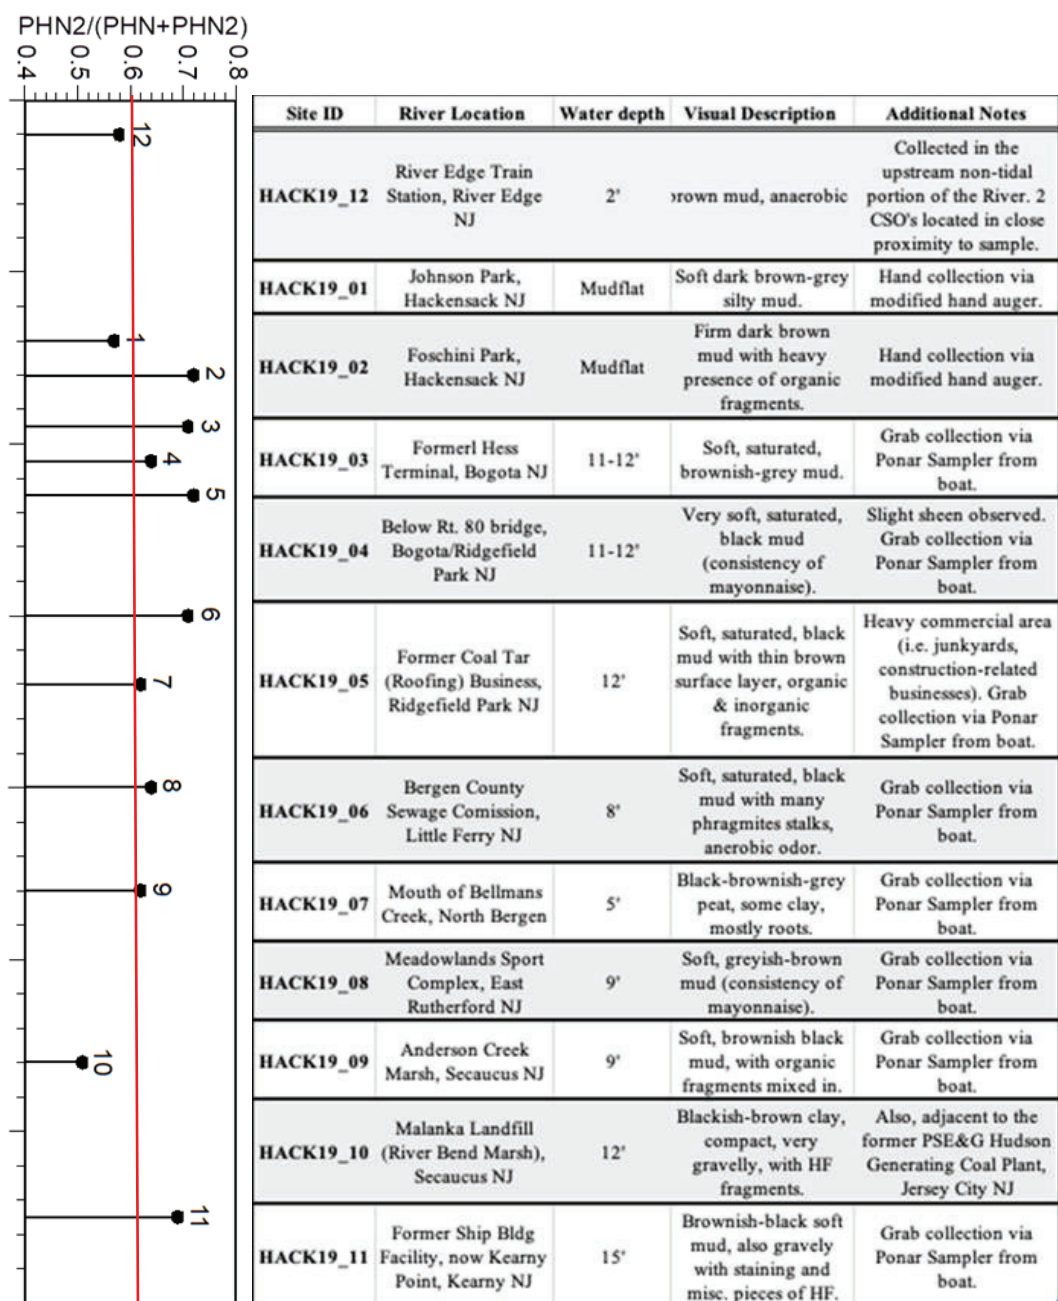 PHN2/(PHN+PHN2)
0.4
0.5
0.6
0.7
0.8
12
1
2
3
4
5
6
7
8
9
10
11
Site ID River Location Water depth Visual Description Additional Notes
HACK19_12
River Edge Train
Station, River Edge
NJ
2'
rown mud, anaerobic
Collected in the
upstream non-tidal
portion of the River. 2
CSO's located in close
proximity to sample.
HACK19_01
Johnson Park,
Hackensack NJ
Mudflat
Soft dark brown-grey
silty mud.
Hand collection via
modified hand auger.
HACK19_02
Foschini Park,
Hackensack NJ
Mudflat
Firm dark brown
mud with heavy
presence of organic
fragments.
Hand collection via
modified hand auger.
HACK19_03
Formerl Hess
Terminal, Bogota NJ
11-12'
Soft, saturated,
brownish-grey mud.
Grab collection via
Ponar Sampler from
boat.
HACK19_04
Below Rt. 80 bridge,
Bogota/Ridgefield
Park NJ
11-12'
Very soft, saturated,
black mud
(consistency of
mayonnaise).
Slight sheen observed.
Grab collection via
Ponar Sampler from
boat.
HACK19_05
Former Coal Tar
(Roofing) Business,
Ridgefield Park NJ
12'
Soft, saturated, black
mud with thin brown
surface layer, organic
& inorganic
fragments.
Heavy commercial area
(i.e. junkyards,
construction-related
businesses). Grab
collection via Ponar
Sampler from boat.
HACK19_06
Bergen County
Sewage Comission,
Little Ferry NJ
8'
Soft, saturated, black
mud with many
phragmites stalks,
anerobic odor.
Grab collection via
Ponar Sampler from
boat.
HACK19_07
Mouth of Bellmans
Creek, North Bergen
5'
Black-brownish-grey
peat, some clay,
mostly roots.
Grab collection via
Ponar Sampler from
boat.
HACK19_08
Meadowlands Sport
Complex, East
Rutherford NJ
9'
Soft, greyish-brown
mud (consistency of
mayonnaise).
Grab collection via
Ponar Sampler from
boat.
HACK19_09
Anderson Creek
Marsh, Secaucus NJ
9'
Soft, brownish black
mud, with organic
fragments mixed in.
Grab collection via
Ponar Sampler from
boat.
HACK19_10
Malanka Landfill
(River Bend Marsh),
Secaucus NJ
12'
Blackish-brown clay,
compact, very
gravelly, with HF
fragments.
Also, adjacent to the
former PSE&G Hudson
Generating Coal Plant,
Jersey City NJ
HACK19_11
Former Ship Bldg
Facility, now Kearny
Point, Kearny NJ
15'
Brownish-black soft
mud, also gravely
with staining and
misc. pieces of HF.
Grab collection via
Ponar Sampler from
boat.